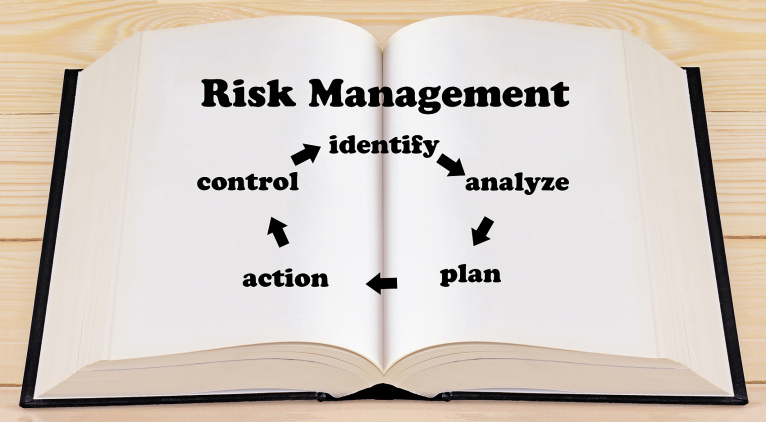 Risk Management
identify
control
analyze
action
plan